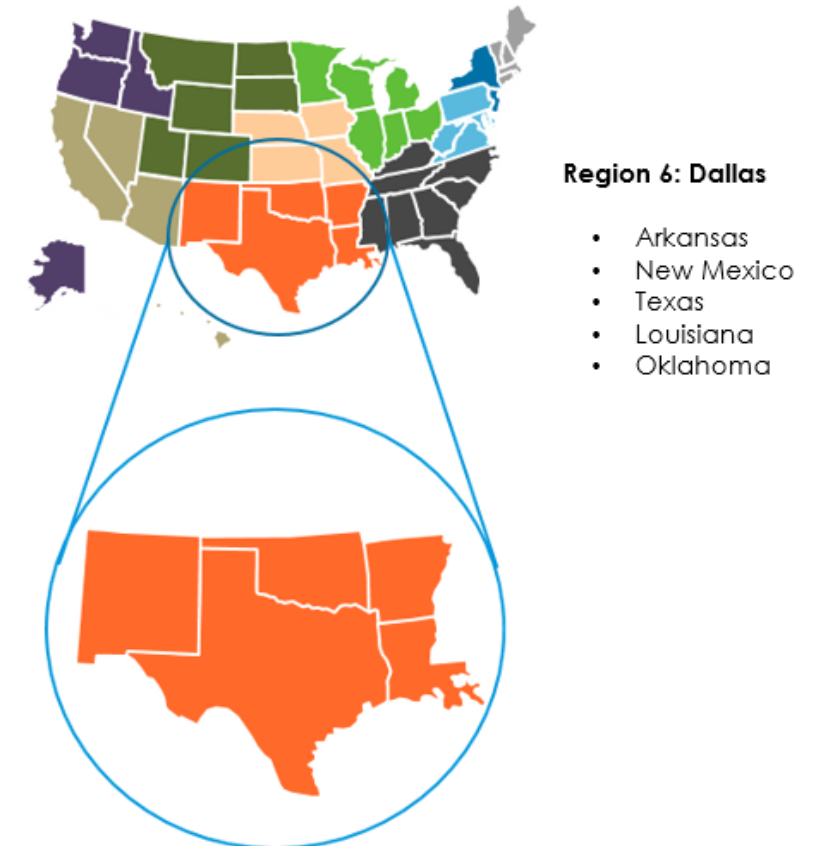 Region 6: Dallas
• Arkansas
• New Mexico
• Texas
• Louisiana
• Oklahoma